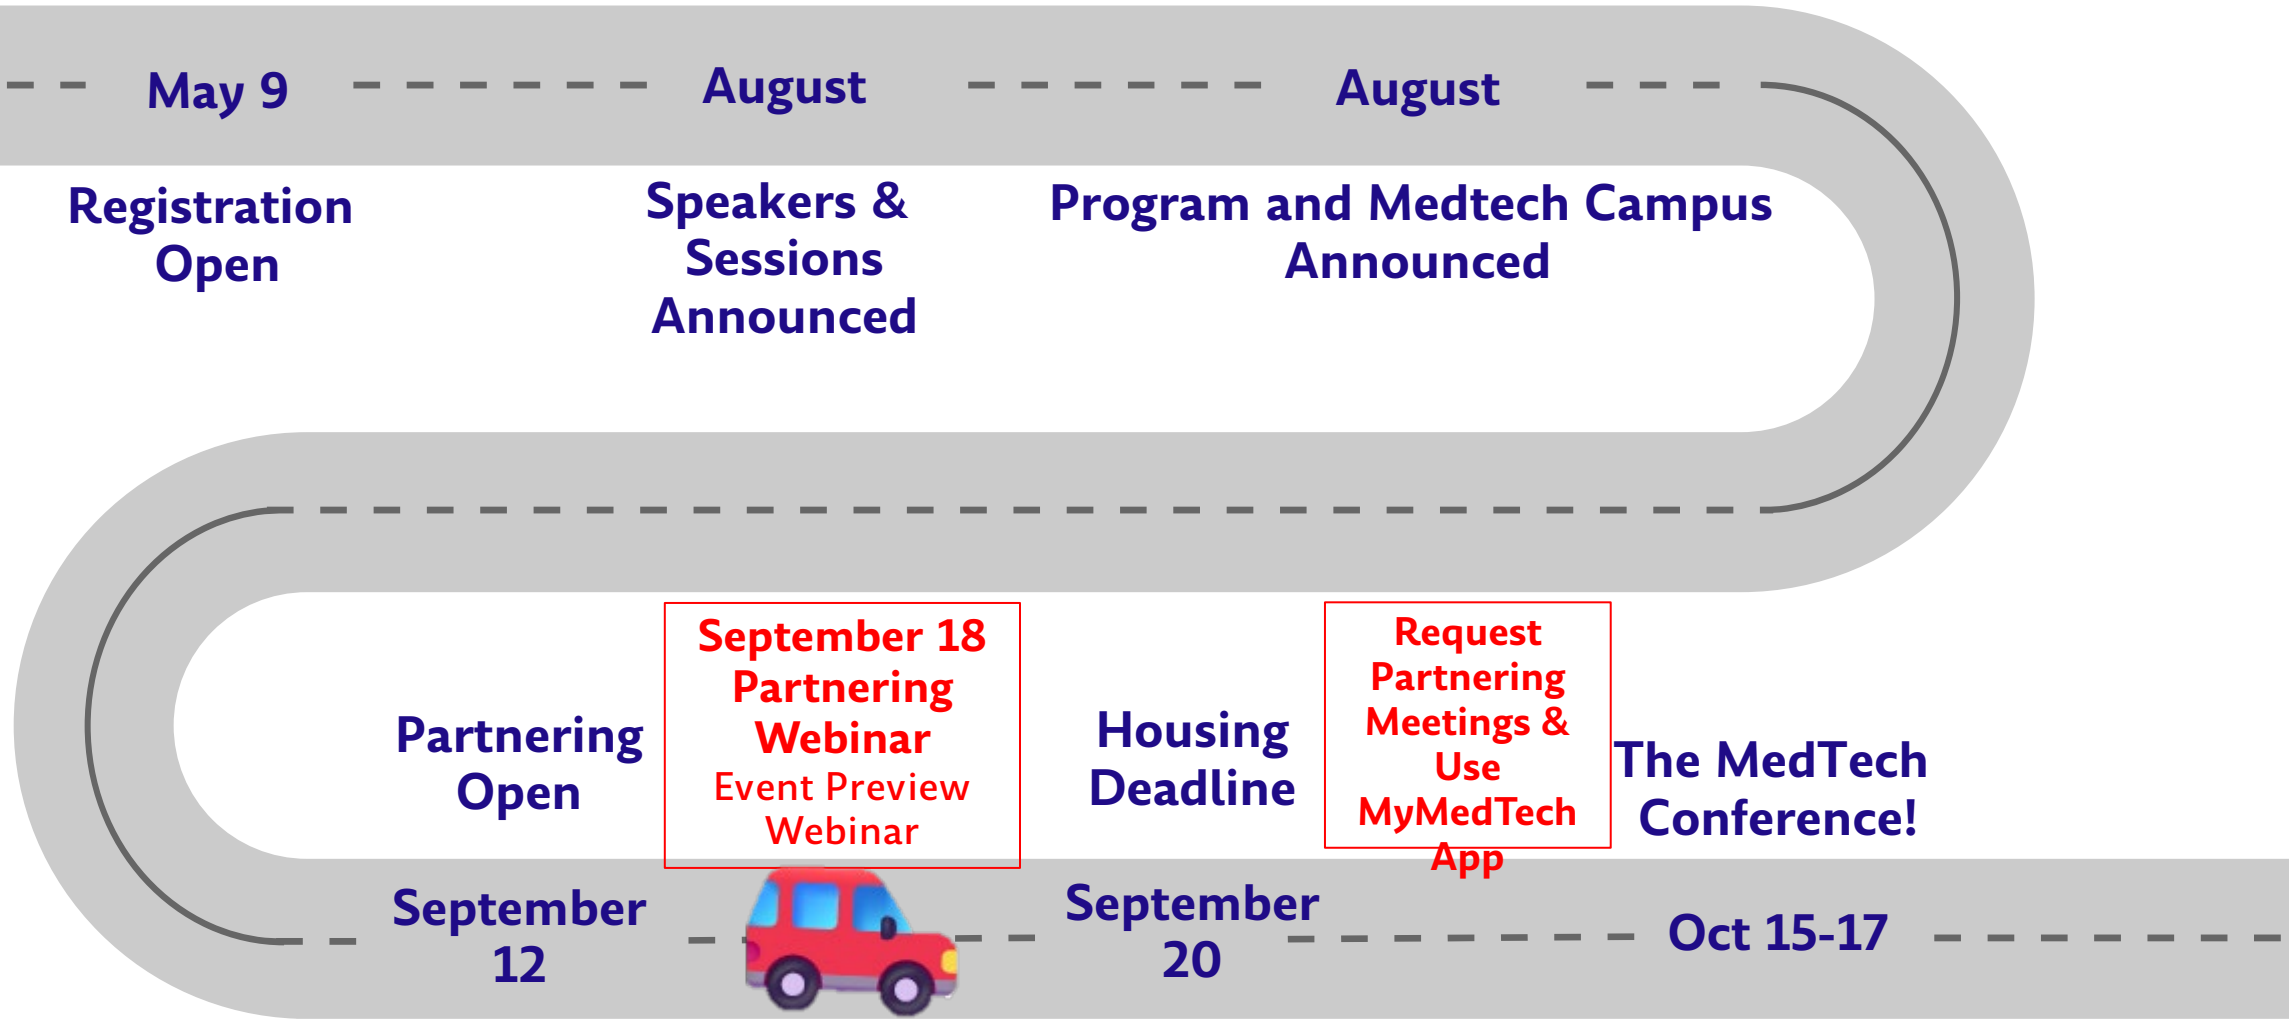 May 9
August
August
Registration
Open
Speakers &
Sessions
Announced
Program and Medtech Campus
Announced
Partnering
Open
September 18
Partnering
Webinar
Event Preview
Webinar
Housing
Deadline
Request
Partnering
Meetings &
Use
MyMedTech
App
The MedTech
Conference!
September
12
September
20
Oct 15-17